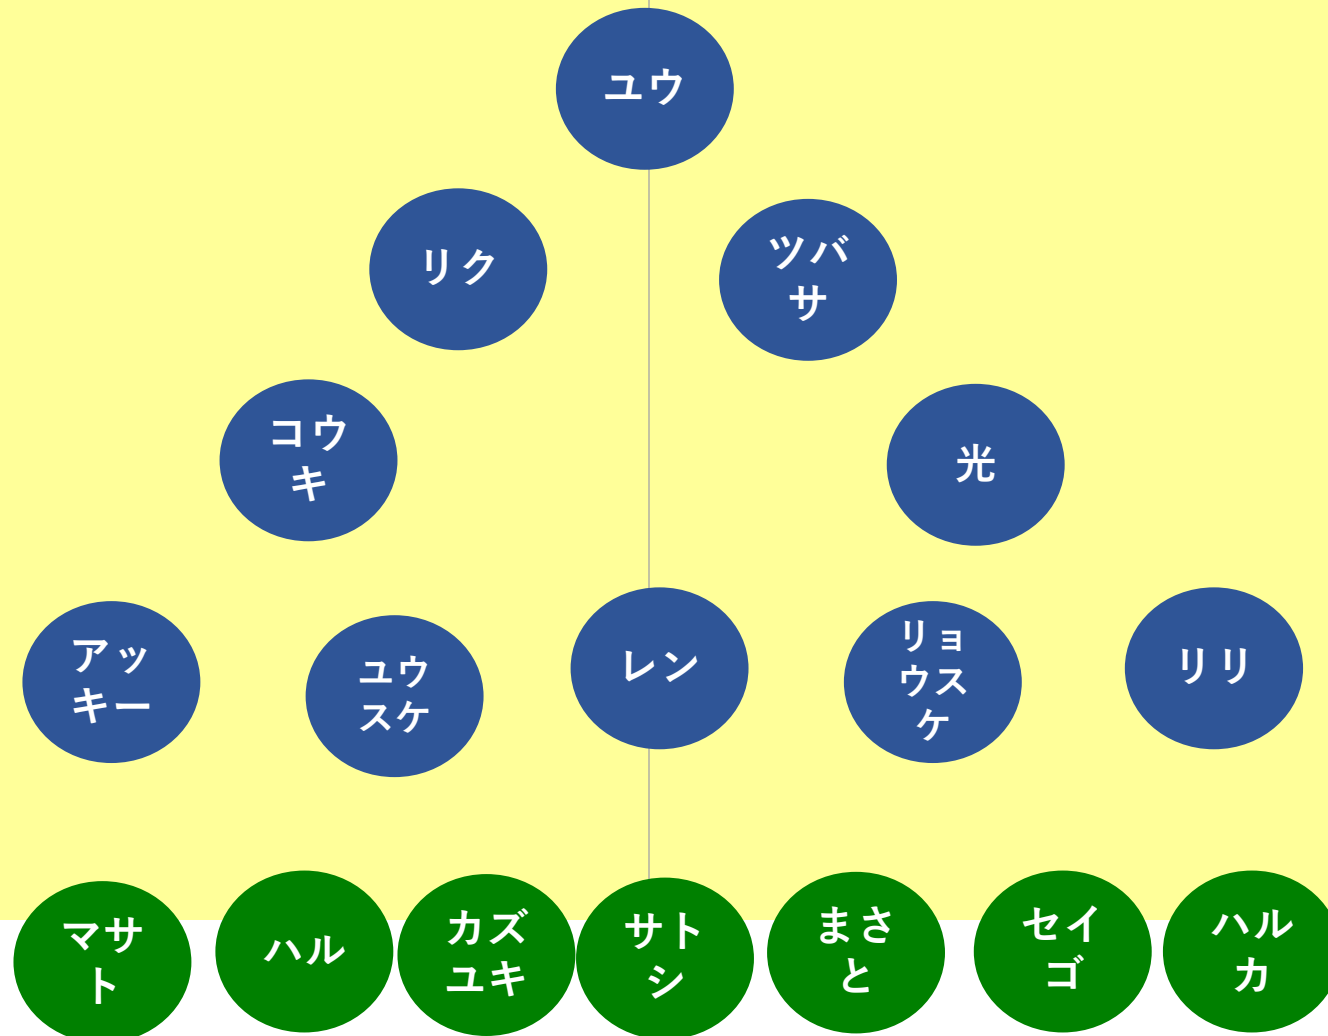 ユウ
リク
ツバ
サ
コウ
キ
光
アッ
キー
ユウ
スケ
レン
リョ
ウス
ケ
リリ
マサ
ト
ハル
カズ
ユキ
サト
シ
まさ
と
セイ
ゴ
ハル
カ